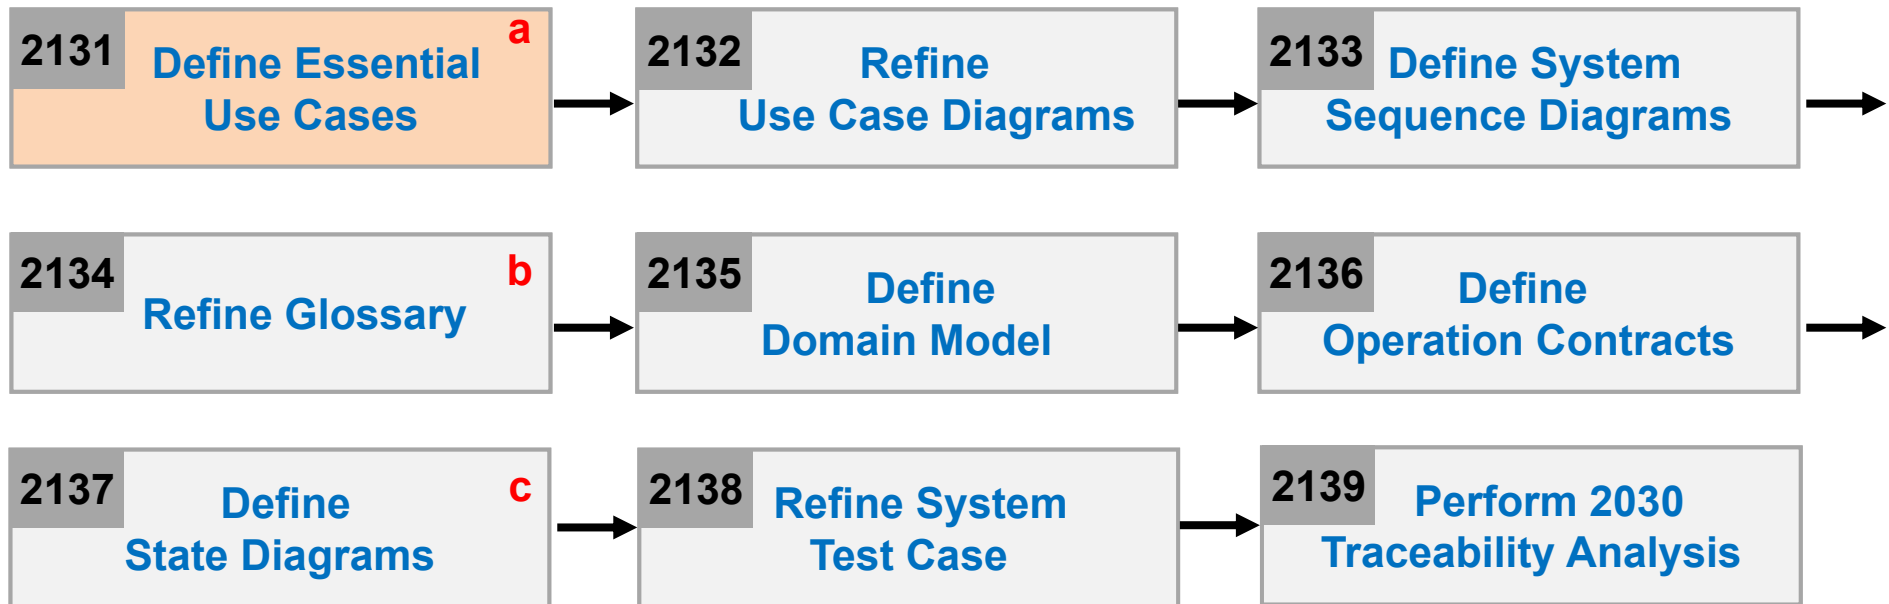 2131
a
Define Essential
Use Cases
2132
Refine
Use Case Diagrams
2133
Define System
Sequence Diagrams
2134
b
Refine Glossary
2135
Define
Domain Model
2136
Define
Operation Contracts
2137
c
Define
State Diagrams
2138
Refine System
Test Case
2139
Perform 2030
Traceability Analysis